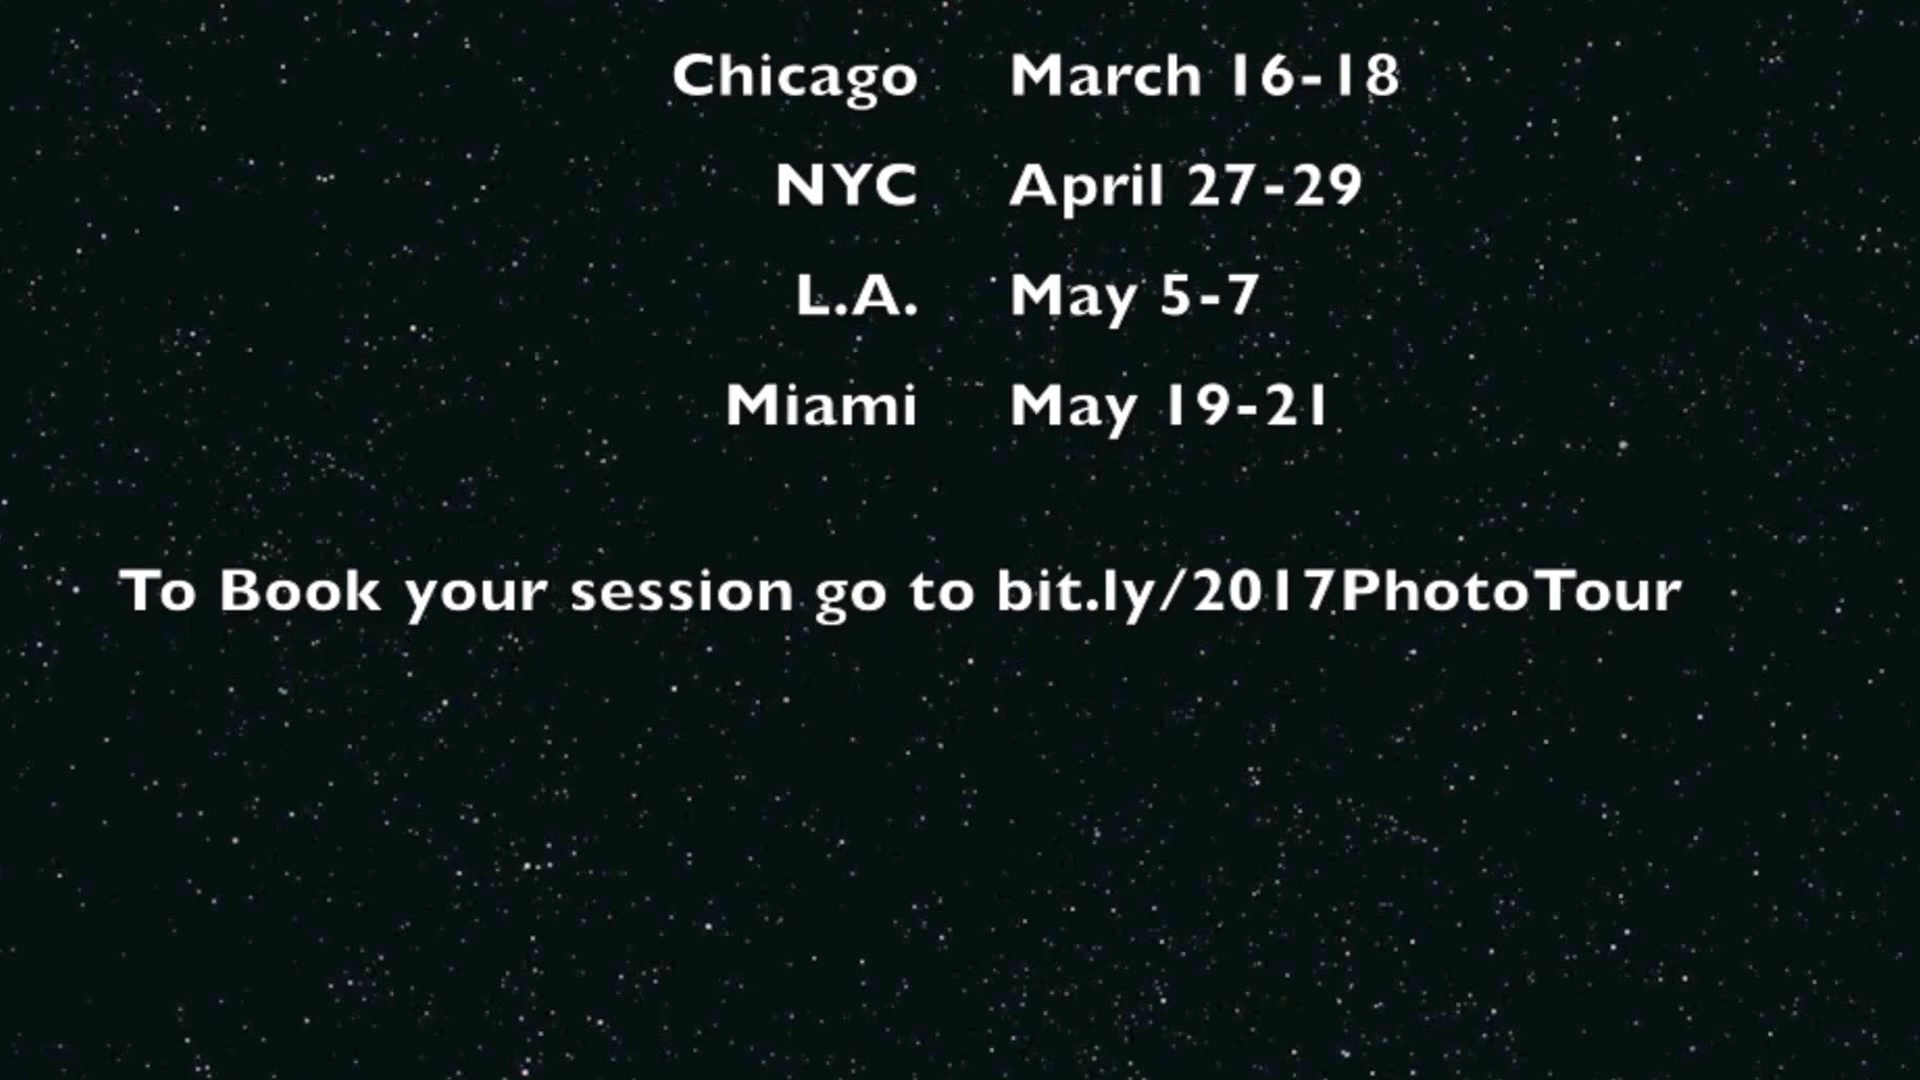 Chicago March 16-18
NYC April 27-29
L.A. May 5-7
Miami May 19-21
To Book your session go to bit.ly/2017PhotoTour